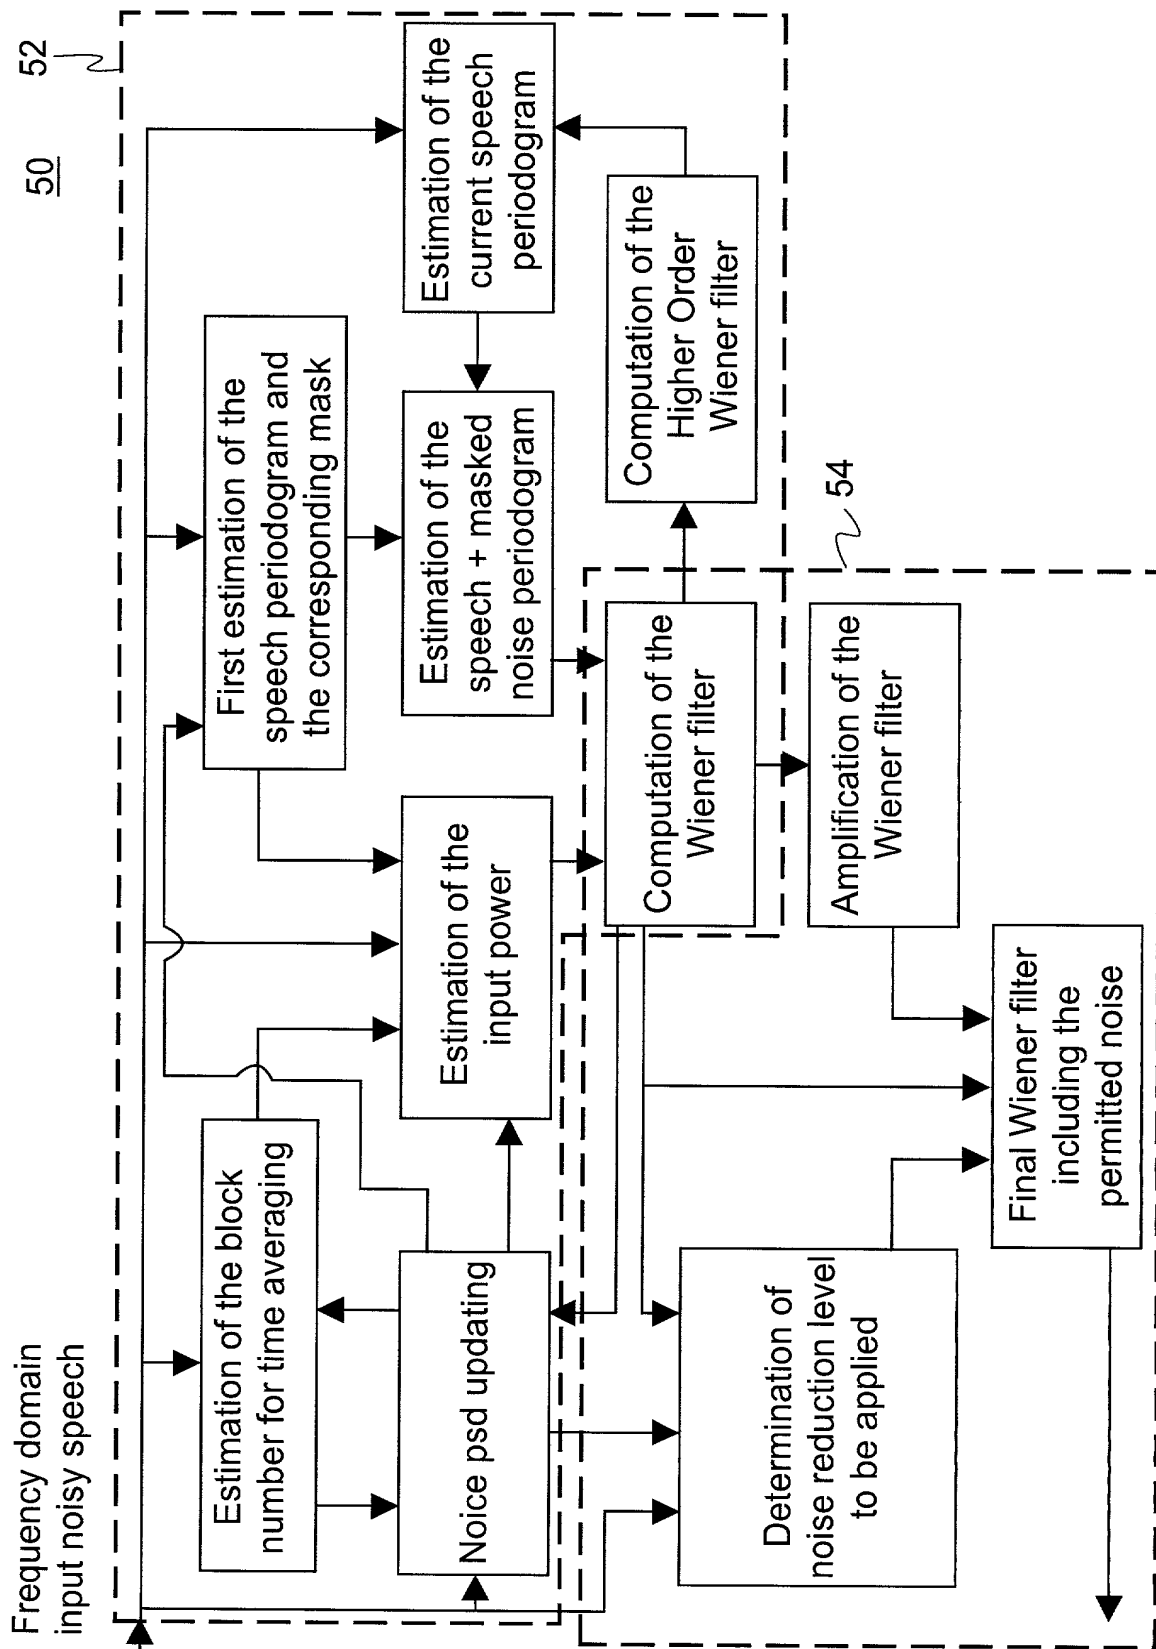 Frequency domain
input noisy speech
50
52
Estimation of the block
number for time averaging
First estimation of the
speech periodogram and
the corresponding mask
Noice psd updating
Estimation of the
input power
Estimation of the
speech + masked
noise periodogram
Estimation of the
current speech
periodogram
Computation of the
Wiener filter
Computation of the
Higher Order
Wiener filter
54
Determination of
noise reduction level
to be applied
Amplification of the
Wiener filter
Final Wiener filter
including the
permitted noise